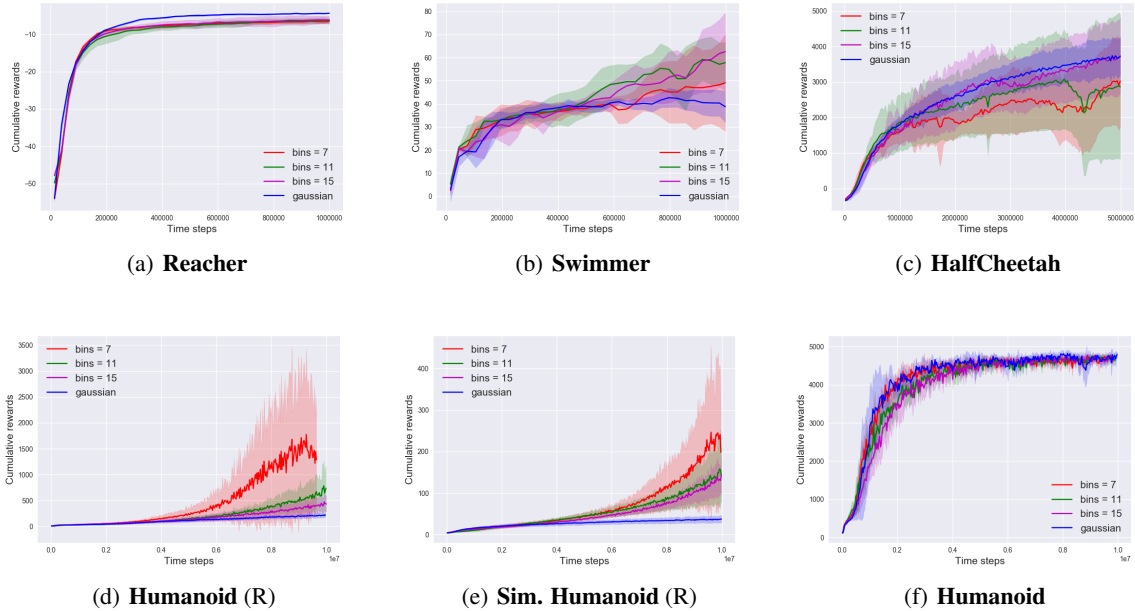 Cumulative rewards
−10
−20
−30
−40
−50
0
200000
400000
600000
800000
1000000
Time steps
bins = 7
bins = 11
bins = 15
gaussian
(a) Reacher
Cumulative rewards
80
70
60
50
40
30
20
10
0
0
200000
400000
600000
800000
1000000
Time steps
bins = 7
bins = 11
bins = 15
gaussian
(b) Swimmer
Cumulative rewards
5000
4000
3000
2000
1000
0
0
1000000
2000000
3000000
4000000
5000000
Time steps
bins = 7
bins = 11
bins = 15
gaussian
(c) HalfCheetah
Cumulative rewards
3500
3000
2500
2000
1500
1000
500
0
0.0
0.2
0.4
0.6
0.8
1.0
1e7
Time steps
bins = 7
bins = 11
bins = 15
gaussian
(d) Humanoid (R)
Cumulative rewards
400
300
200
100
0
0.0
0.2
0.4
0.6
0.8
1.0
1e7
Time steps
bins = 7
bins = 11
bins = 15
gaussian
(e) Sim. Humanoid (R)
Cumulative rewards
5000
4000
3000
2000
1000
0
0.0
0.2
0.4
0.6
0.8
1.0
1e7
Time steps
bins = 7
bins = 11
bins = 15
gaussian
(f) Humanoid